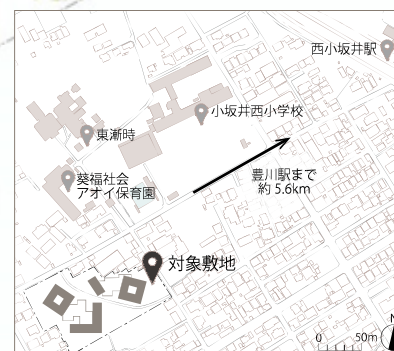 西小坂井駅
小坂井西小学校
東漸時
葵福社会
アオイ保育園
豊川駅まで
約 5.6km
対象敷地
N
0 50m